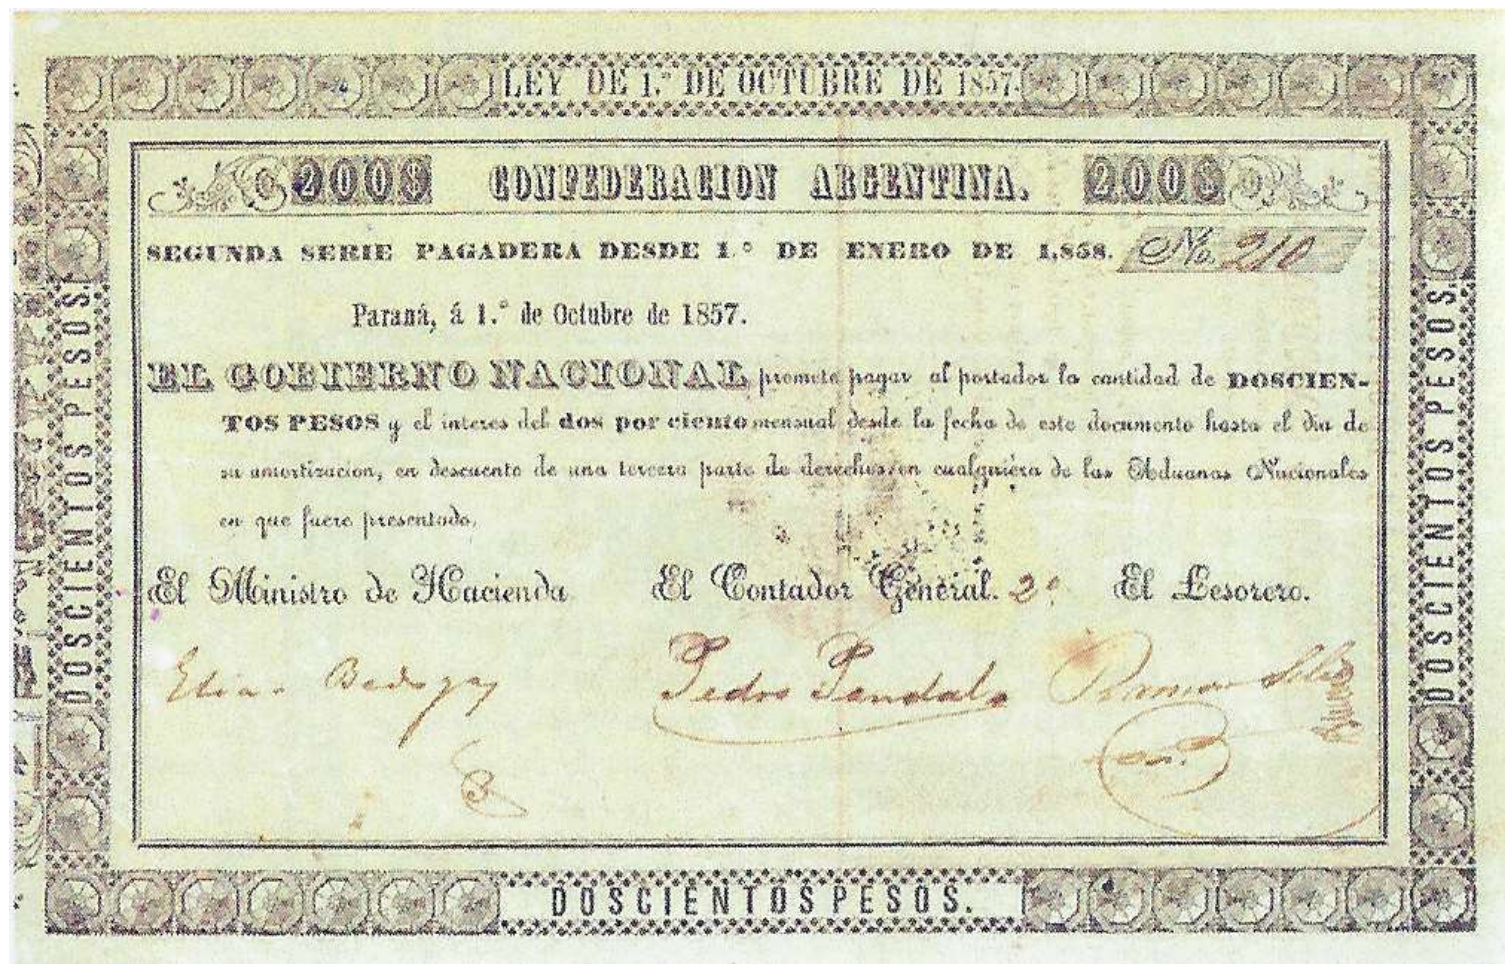 LEY DE 1.º DE OCTUBRE DE 1857.
200$ CONFEDERACION ARGENTINA. 200$
SEGUNDA SERIE PAGADERA DESDE 1.º DE ENERO DE 1,858. No. 210
Paraná, á 1.º de Octubre de 1857.
EL GOBIERNO NACIONAL promete pagar al portador la cantidad de DOSCIEN-
TOS PESOS y el interes del dos por ciento mensual desde la fecha de este documento hasta el dia de
su amortizacion, en descuento de una tercera parte de derechos en cualquiera de las Aduanas Nacionales
en que fuere presentado.
El Ministro de Hacienda El Contador General. 2º El Tesorero.
Elias Bedoya Pedro Pondal Ramon
DOSCIENTOS PESOS.
DOSCIENTOS PESOS.
DOSCIENTOS PESOS.